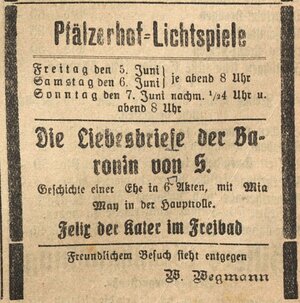 Pfälzerhof=Lichtspiele
Freitag den 5. Juni
Samstag den 6. Juni
je abend 8 Uhr
Sonntag den 7. Juni nachm. 1/24 Uhr u.
abend 8 Uhr
Die Liebesbriefe der Ba-
ronin von S.
Geschichte einer Ehe in 6 Akten, mit Mia
May in der Hauptrolle.
Felix der Kater im Freibad
Freundlichem Besuch sieht entgegen
W. Wegmann